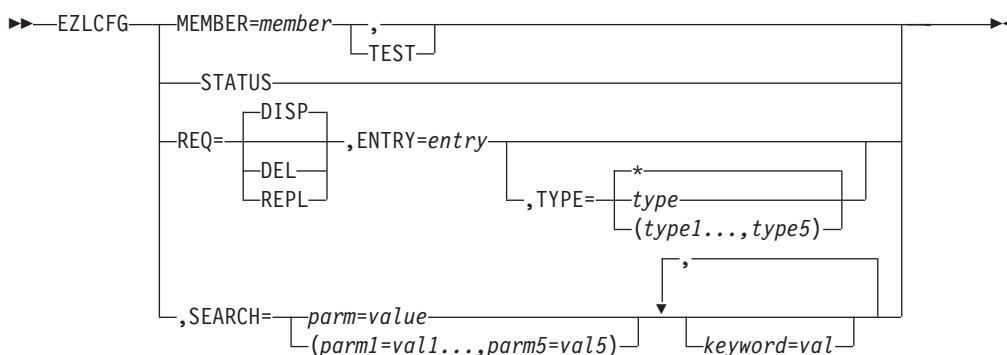 EZLCFG MEMBER=member ,
TEST
STATUS
DISP
REQ= ,ENTRY=entry
DEL
REPL
*
,TYPE= type
(type1...,type5)
,
,SEARCH= parm=value
(parm1=val1...,parm5=val5) keyword=val